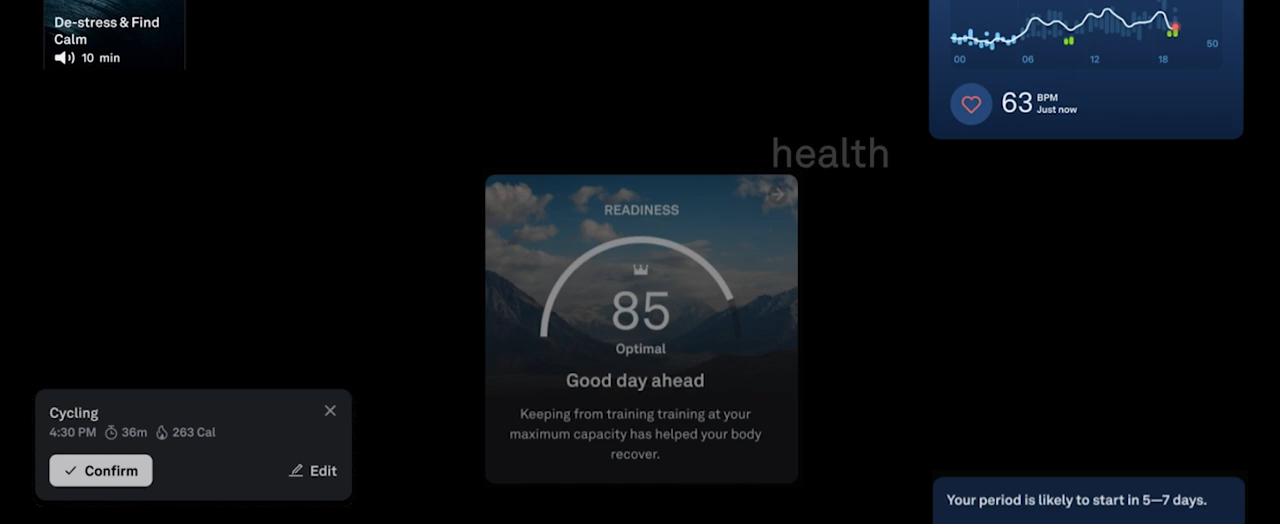 De-stress & Find
Calm
10 min
50
00 06 12 18
63 BPM
Just now
health
READINESS
85
Optimal
Good day ahead
Keeping from training training at your
maximum capacity has helped your body
recover.
Cycling
4:30 PM 36m 263 Cal
Confirm Edit
Your period is likely to start in 5—7 days.